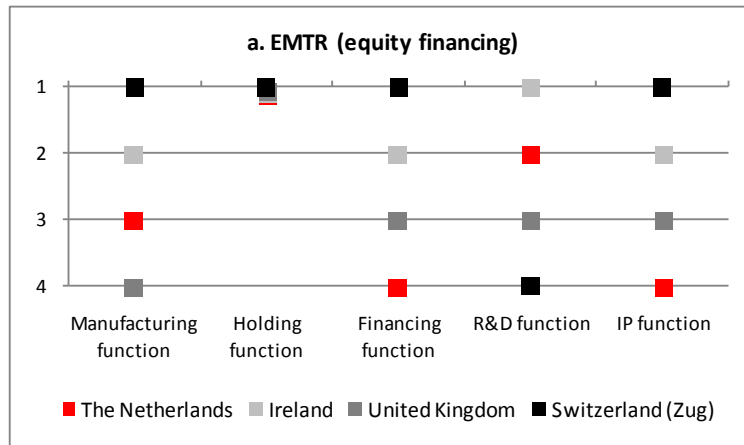 a. EMTR (equity financing)
1
2
3
4
Manufacturing function
Holding function
Financing function
R&D function
IP function
The Netherlands
Ireland
United Kingdom
Switzerland (Zug)